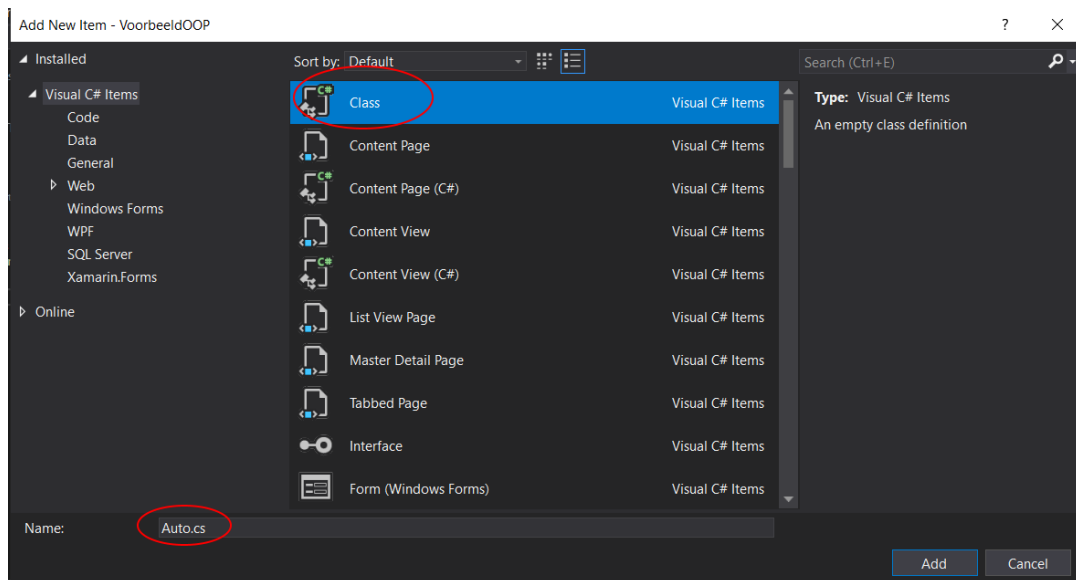 Add New Item - VoorbeeldOOP
? ×
Installed
Visual C# Items
Code
Data
General
Web
Windows Forms
WPF
SQL Server
Xamarin.Forms
Online
Sort by: Default
Class Visual C# Items
Content Page Visual C# Items
Content Page (C#) Visual C# Items
Content View Visual C# Items
Content View (C#) Visual C# Items
List View Page Visual C# Items
Master Detail Page Visual C# Items
Tabbed Page Visual C# Items
Interface Visual C# Items
Form (Windows Forms) Visual C# Items
Search (Ctrl+E)
Type: Visual C# Items
An empty class definition
Name: Auto.cs
Add Cancel